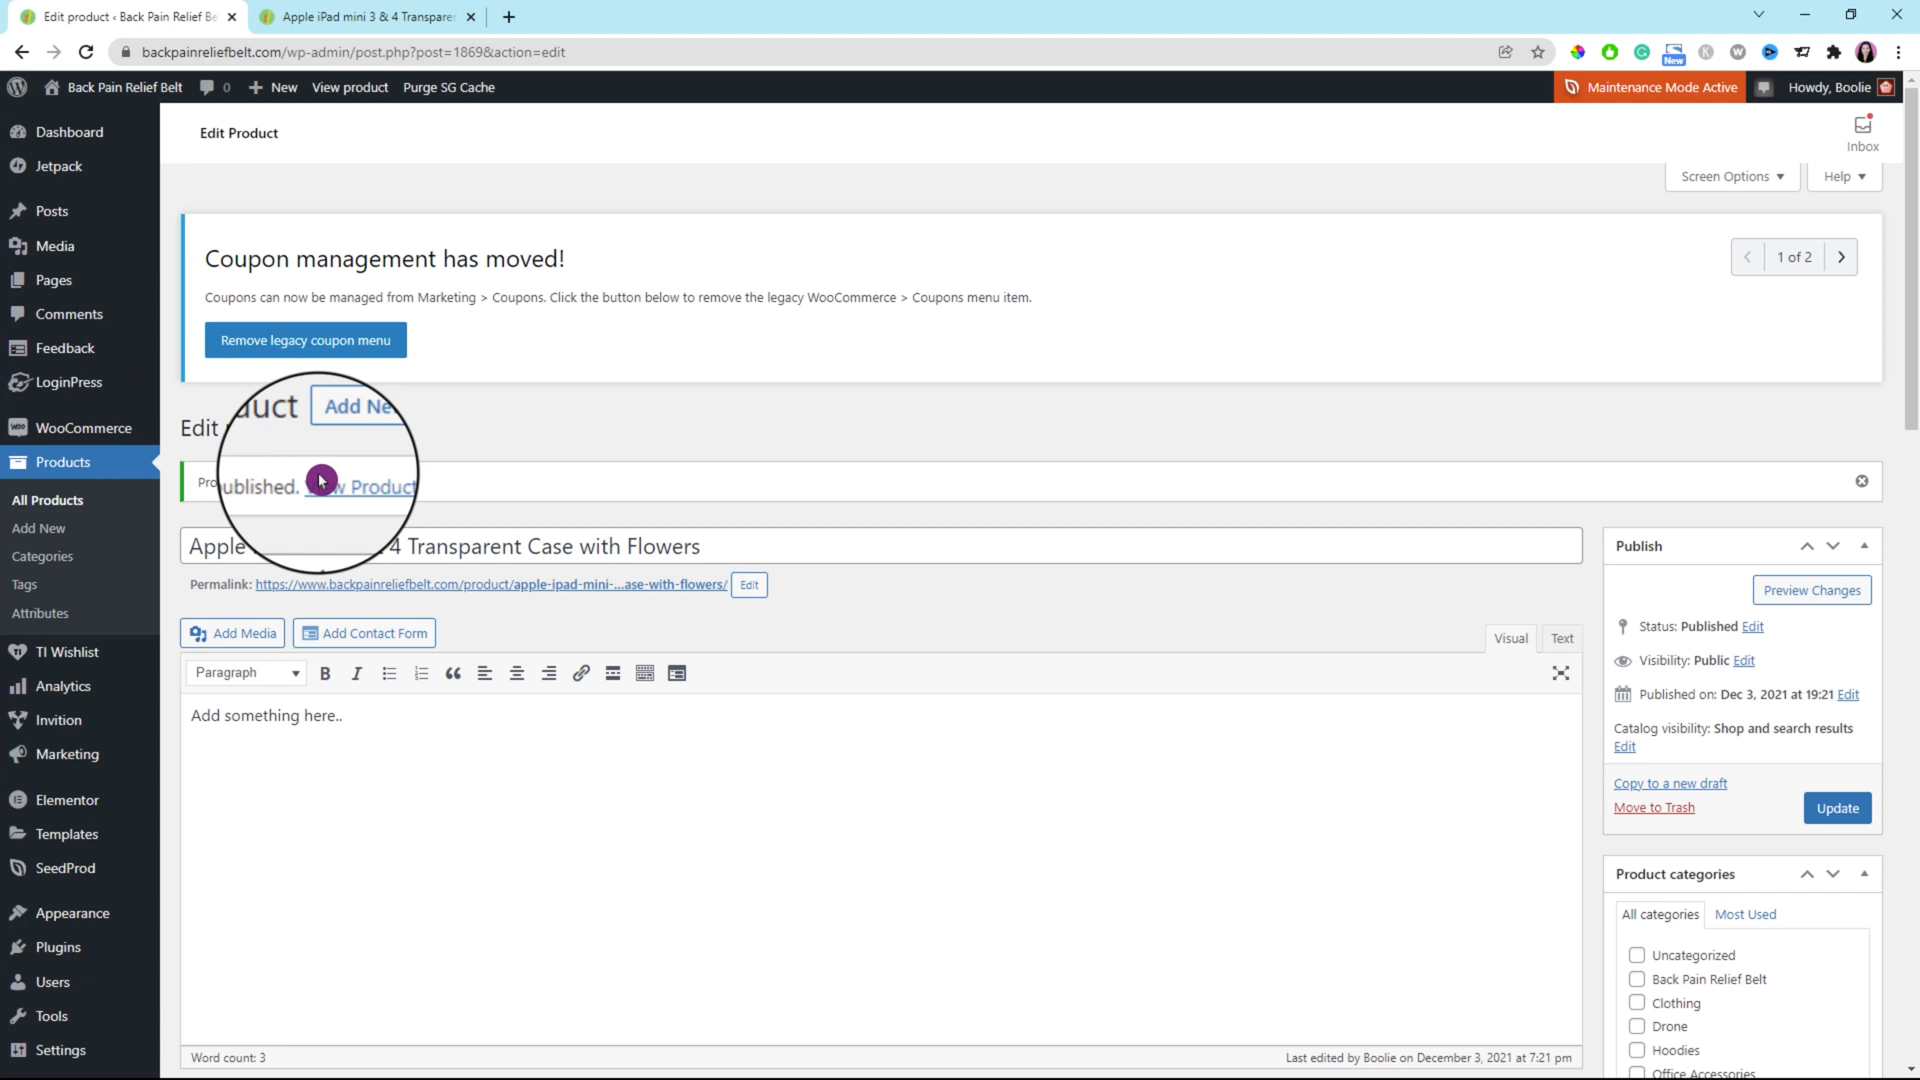 Edit product ‹ Back Pain Relief Be
Apple iPad mini 3 & 4 Transparen
backpainreliefbelt.com/wp-admin/post.php?post=1869&action=edit
New
Back Pain Relief Belt
0
New
View product
Purge SG Cache
Maintenance Mode Active
Howdy, Boolie
Dashboard
Jetpack
Posts
Media
Pages
Comments
Feedback
LoginPress
WooCommerce
Products
All Products
Add New
Categories
Tags
Attributes
TI Wishlist
Analytics
Invition
Marketing
Elementor
Templates
SeedProd
Appearance
Plugins
Users
Tools
Settings
Edit Product
Inbox
Screen Options
Help
Coupon management has moved!
1 of 2
Coupons can now be managed from Marketing > Coupons. Click the button below to remove the legacy WooCommerce > Coupons menu item.
Remove legacy coupon menu
Edit
duct Add Ne
Pro
ublished. w Product
Apple 4 Transparent Case with Flowers
Permalink: https://www.backpainreliefbelt.com/product/apple-ipad-mini-...ase-with-flowers/ Edit
Add Media
Add Contact Form
Visual
Text
Paragraph
B
I
Add something here..
Word count: 3
Last edited by Boolie on December 3, 2021 at 7:21 pm
Publish
Preview Changes
Status: Published Edit
Visibility: Public Edit
Published on: Dec 3, 2021 at 19:21 Edit
Catalog visibility: Shop and search results
Edit
Copy to a new draft
Move to Trash
Update
Product categories
All categories
Most Used
Uncategorized
Back Pain Relief Belt
Clothing
Drone
Hoodies
Office Accessories